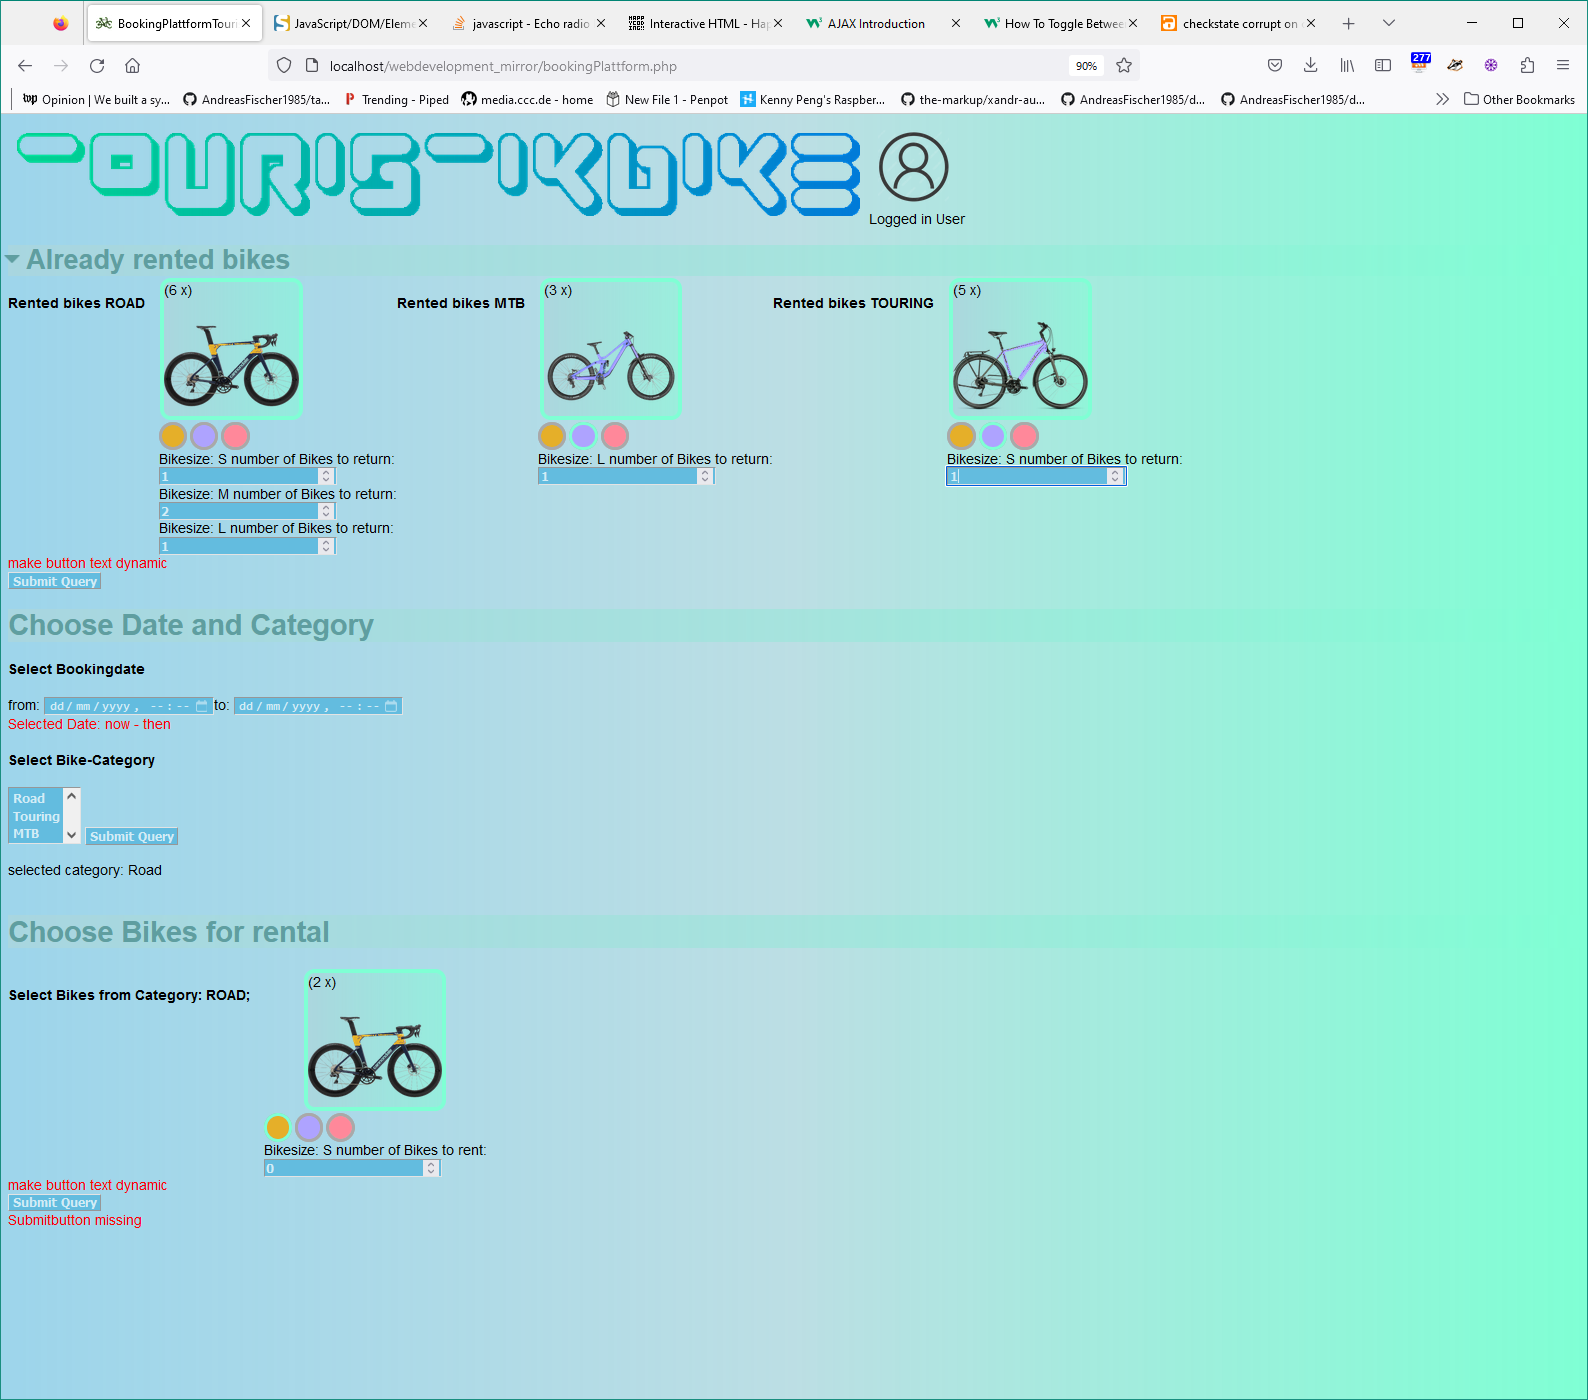 BookingPlattformTouri
JavaScript/DOM/Eleme
javascript - Echo radio
Interactive HTML - Hap
AJAX Introduction
How To Toggle Betwee
checkstate corrupt on
localhost/webdevelopment_mirror/bookingPlattform.php
90%
277
Opinion | We built a sy...
AndreasFischer1985/ta...
Trending - Piped
media.ccc.de - home
New File 1 - Penpot
Kenny Peng's Raspber...
the-markup/xandr-au...
AndreasFischer1985/d...
AndreasFischer1985/d...
Other Bookmarks
TOURISTIKBIKE
Logged in User
Already rented bikes
Rented bikes ROAD
(6 x)
Bikesize: S number of Bikes to return:
1
Bikesize: M number of Bikes to return:
2
Bikesize: L number of Bikes to return:
1
Rented bikes MTB
(3 x)
Bikesize: L number of Bikes to return:
1
Rented bikes TOURING
(5 x)
Bikesize: S number of Bikes to return:
1
make button text dynamic
Submit Query
Choose Date and Category
Select Bookingdate
from: dd/mm/yyyy, --:-- to: dd/mm/yyyy, --:--
Selected Date: now - then
Select Bike-Category
Road
Touring
MTB
Submit Query
selected category: Road
Choose Bikes for rental
Select Bikes from Category: ROAD;
(2 x)
Bikesize: S number of Bikes to rent:
0
make button text dynamic
Submit Query
Submitbutton missing